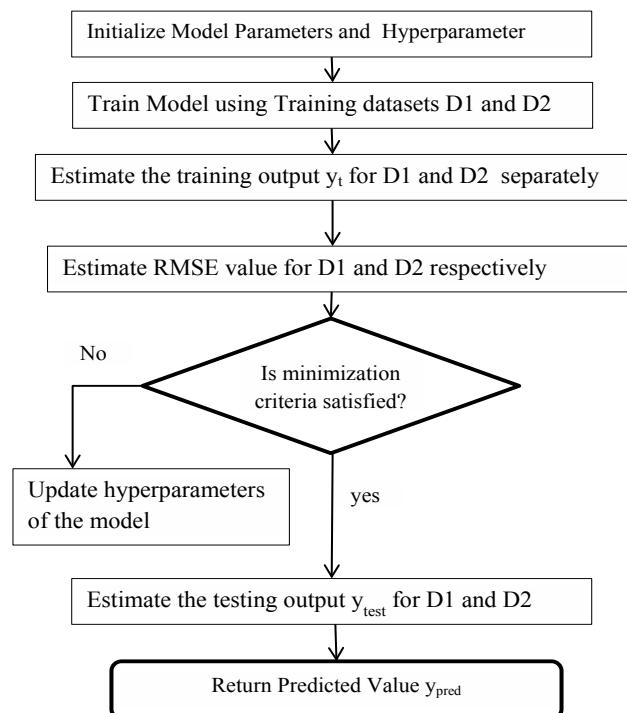 Initialize Model Parameters and Hyperparameter
Train Model using Training datasets D1 and D2
Estimate the training output yt for D1 and D2 separately
Estimate RMSE value for D1 and D2 respectively
No
Is minimization
criteria satisfied?
Update hyperparameters
of the model
yes
Estimate the testing output ytest for D1 and D2
Return Predicted Value ypred